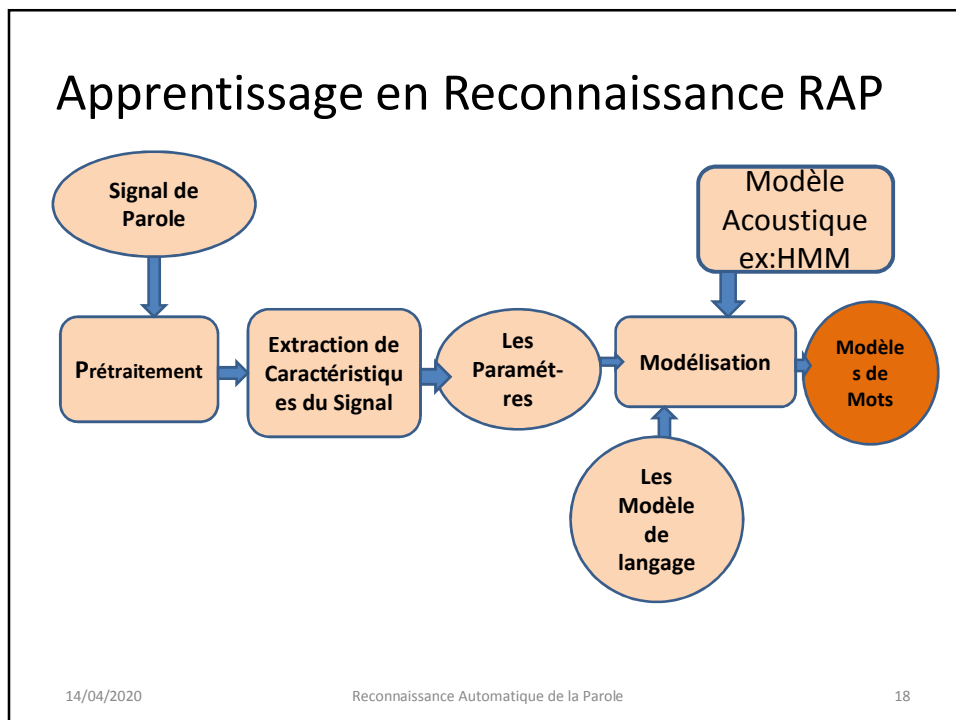 Apprentissage en Reconnaissance RAP
Signal de
Parole
Modèle
Acoustique
ex:HMM
Prétraitement
Extraction de
Caractéristiqu
es du Signal
Les
Paramét-
res
Modélisation
Modèle
s de
Mots
Les
Modèle
de
langage
14/04/2020
Reconnaissance Automatique de la Parole
18